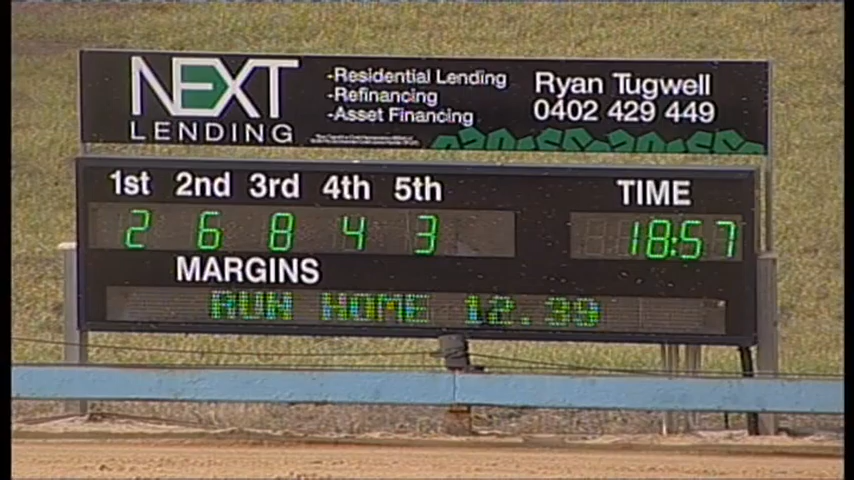 NEXT
LENDING
-Residential Lending
-Refinancing
-Asset Financing
Ryan Tugwell
0402 429 449
1st 2nd 3rd 4th 5th TIME
2 6 8 4 3 18:57
MARGINS
RUN HOME 12.39